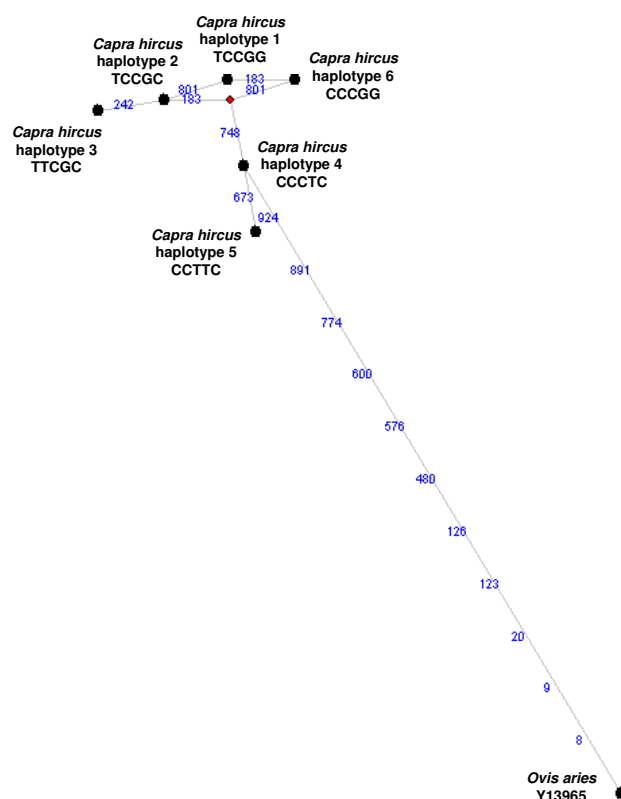 Capra hircus
haplotype 1
TCCGG
Capra hircus
haplotype 2
TCCGC
Capra hircus
haplotype 6
CCCGG
183
801
801
183
242
Capra hircus
haplotype 3
TTCGC
748
Capra hircus
haplotype 4
CCCTC
673
924
Capra hircus
haplotype 5
CCTTC
891
774
600
576
480
126
123
20
9
8
Ovis aries
Y13965